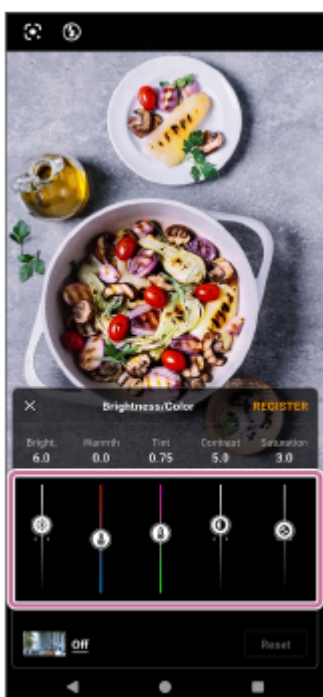 Brightness/Color
REGISTER
Bright. Warmth Tint Contrast Saturation
6.0 0.0 0.75 5.0 3.0
Off
Reset